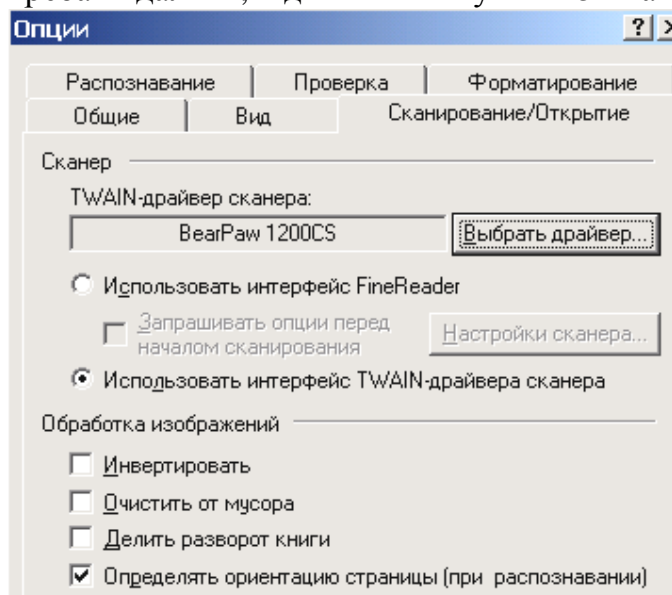 Опции
Распознавание Проверка Форматирование
Общие Вид Сканирование/Открытие
Сканер
TWAIN-драйвер сканера:
BearPaw 1200CS Выбрать драйвер...
Использовать интерфейс FineReader
Запрашивать опции перед
началом сканирования Настройки сканера...
Использовать интерфейс TWAIN-драйвера сканера
Обработка изображений
Инвертировать
Очистить от мусора
Делить разворот книги
Определять ориентацию страницы (при распознавании)